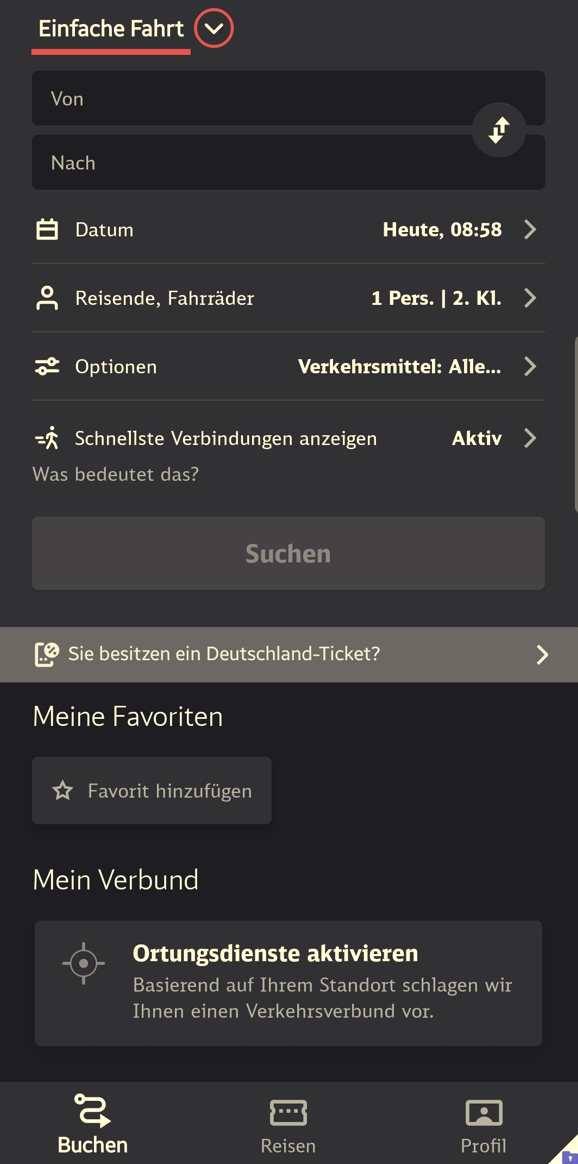 Einfache Fahrt
Von
Nach
Datum Heute, 08:58
Reisende, Fahrräder 1 Pers. | 2. Kl.
Optionen Verkehrsmittel: Alle...
Schnellste Verbindungen anzeigen Aktiv
Was bedeutet das?
Suchen
Sie besitzen ein Deutschland-Ticket?
Meine Favoriten
Favorit hinzufügen
Mein Verbund
Ortungsdienste aktivieren
Basierend auf Ihrem Standort schlagen wir
Ihnen einen Verkehrsverbund vor.
Buchen Reisen Profil